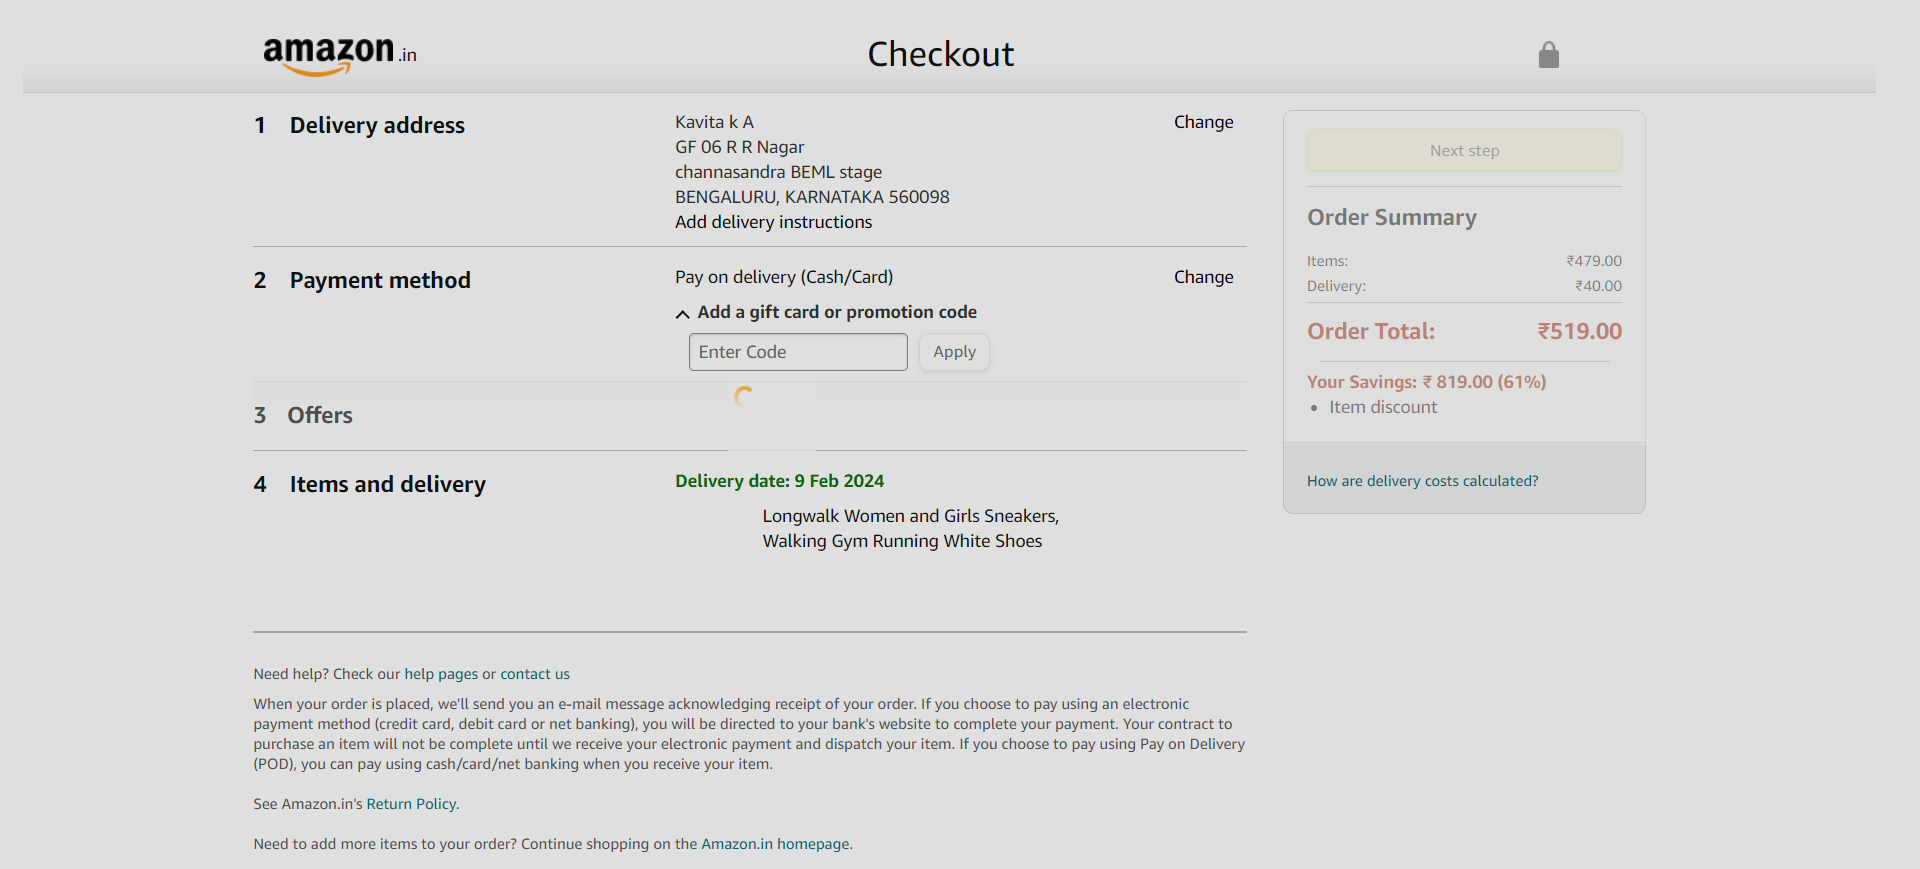 amazon.in
Checkout
1 Delivery address
Kavita k A
GF 06 R R Nagar
channasandra BEML stage
BENGALURU, KARNATAKA 560098
Add delivery instructions
Change
2 Payment method
Pay on delivery (Cash/Card)
Change
Add a gift card or promotion code
Enter Code
Apply
3 Offers
4 Items and delivery
Delivery date: 9 Feb 2024
Longwalk Women and Girls Sneakers,
Walking Gym Running White Shoes
Next step
Order Summary
Items: ₹479.00
Delivery: ₹40.00
Order Total: ₹519.00
Your Savings: ₹ 819.00 (61%)
• Item discount
How are delivery costs calculated?
Need help? Check our help pages or contact us
When your order is placed, we'll send you an e-mail message acknowledging receipt of your order. If you choose to pay using an electronic
payment method (credit card, debit card or net banking), you will be directed to your bank's website to complete your payment. Your contract to
purchase an item will not be complete until we receive your electronic payment and dispatch your item. If you choose to pay using Pay on Delivery
(POD), you can pay using cash/card/net banking when you receive your item.
See Amazon.in's Return Policy.
Need to add more items to your order? Continue shopping on the Amazon.in homepage.